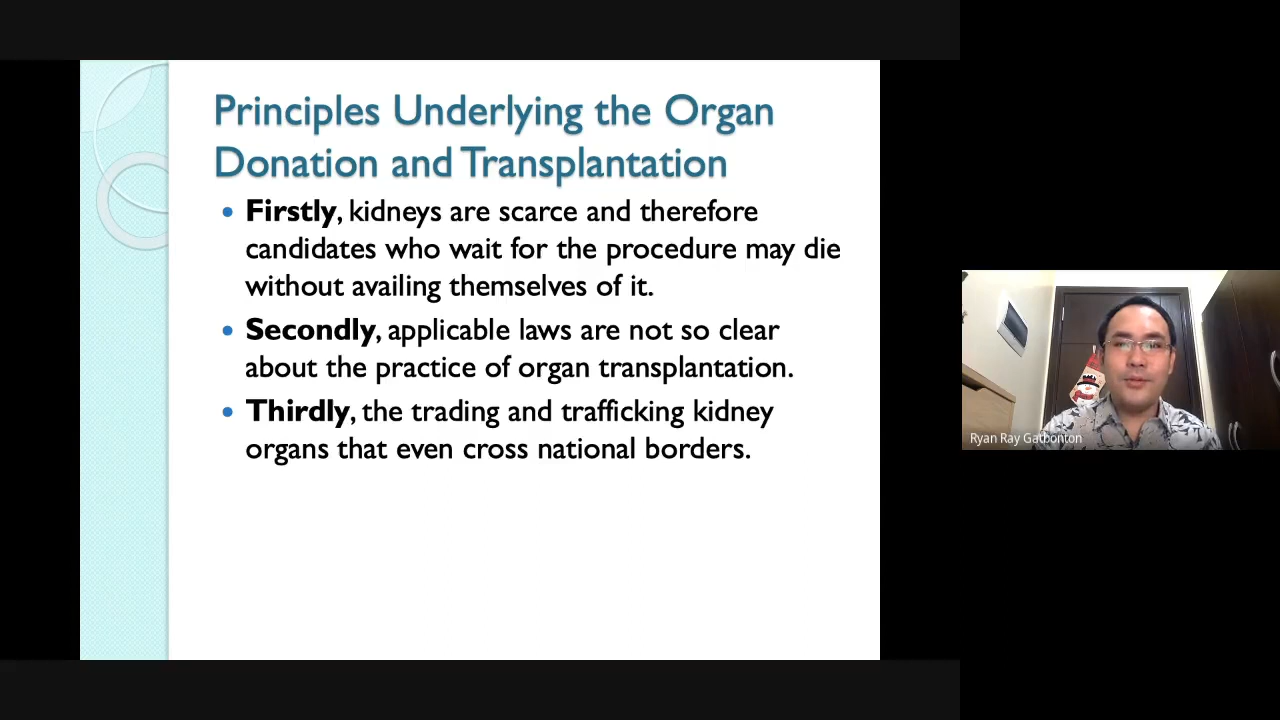 Principles Underlying the Organ
Donation and Transplantation
Firstly, kidneys are scarce and therefore
candidates who wait for the procedure may die
without availing themselves of it.
Secondly, applicable laws are not so clear
about the practice of organ transplantation.
Thirdly, the trading and trafficking kidney
organs that even cross national borders.
Ryan Ray Gatbonton